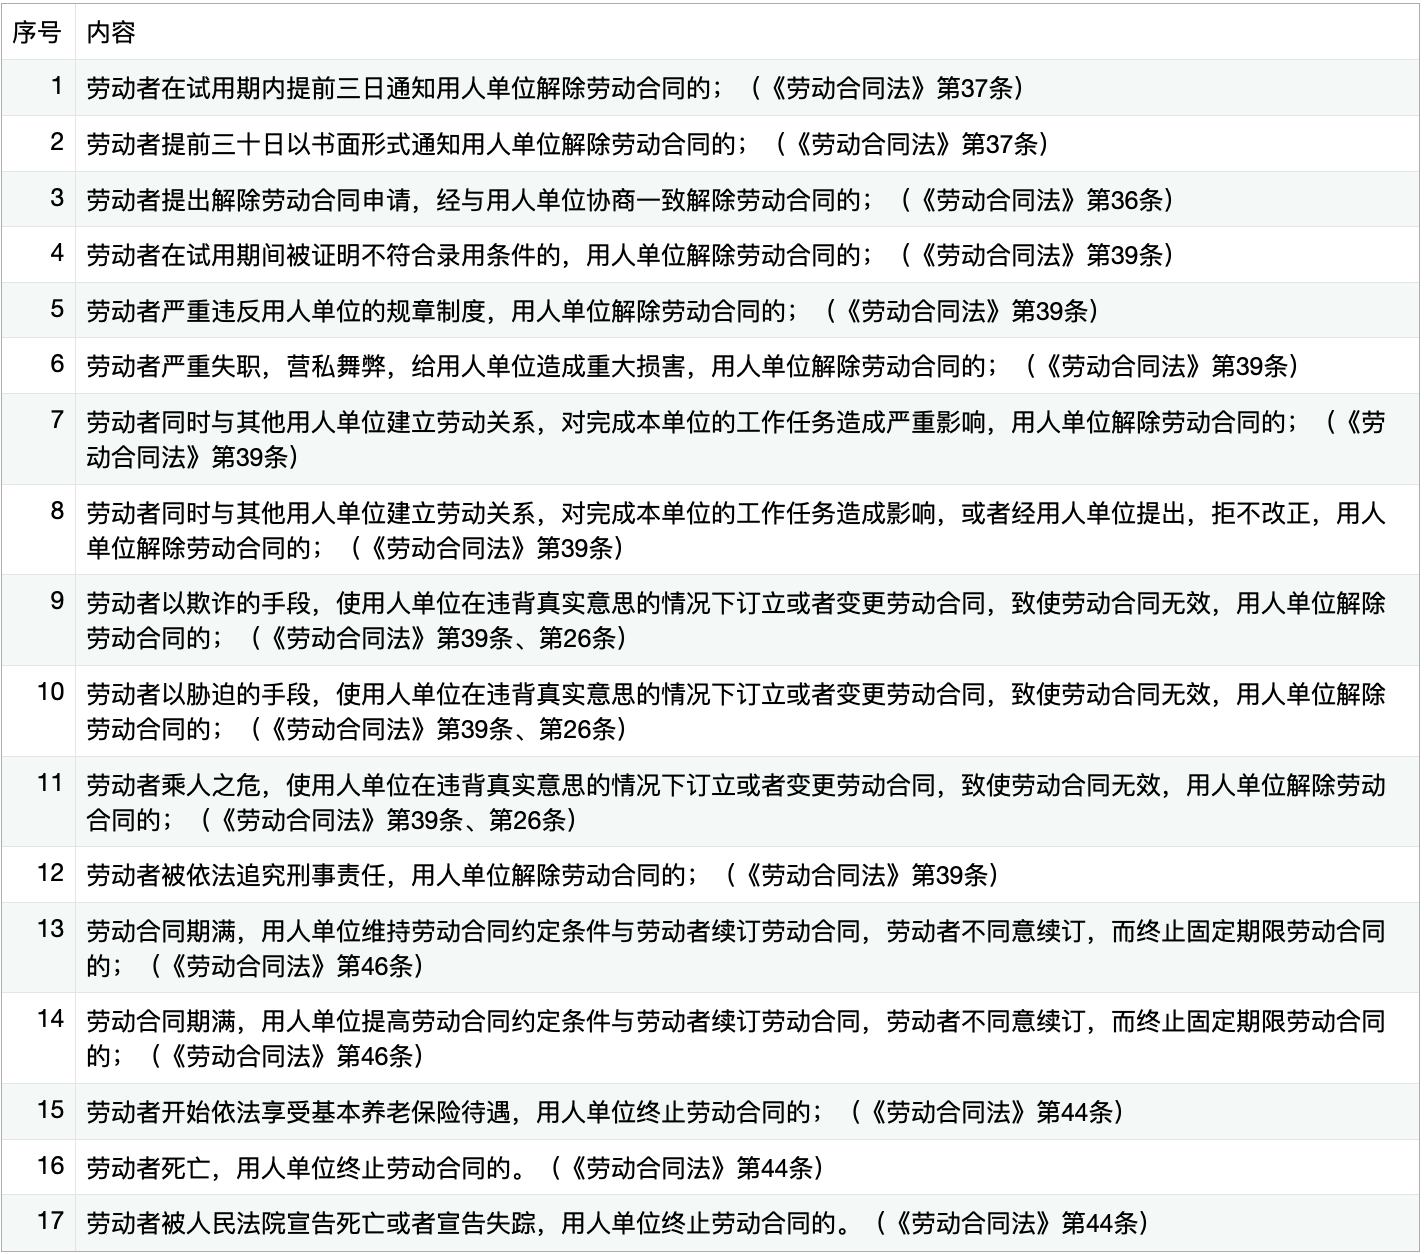 序号 内容
1 劳动者在试用期内提前三日通知用人单位解除劳动合同的；（《劳动合同法》第37条）
2 劳动者提前三十日以书面形式通知用人单位解除劳动合同的；（《劳动合同法》第37条）
3 劳动者提出解除劳动合同申请，经与用人单位协商一致解除劳动合同的；（《劳动合同法》第36条）
4 劳动者在试用期间被证明不符合录用条件的，用人单位解除劳动合同的；（《劳动合同法》第39条）
5 劳动者严重违反用人单位的规章制度，用人单位解除劳动合同的；（《劳动合同法》第39条）
6 劳动者严重失职，营私舞弊，给用人单位造成重大损害，用人单位解除劳动合同的；（《劳动合同法》第39条）
7 劳动者同时与其他用人单位建立劳动关系，对完成本单位的工作任务造成严重影响，用人单位解除劳动合同的；（《劳
动合同法》第39条）
8 劳动者同时与其他用人单位建立劳动关系，对完成本单位的工作任务造成影响，或者经用人单位提出，拒不改正，用人
单位解除劳动合同的；（《劳动合同法》第39条）
9 劳动者以欺诈的手段，使用人单位在违背真实意思的情况下订立或者变更劳动合同，致使劳动合同无效，用人单位解除
劳动合同的；（《劳动合同法》第39条、第26条）
10 劳动者以胁迫的手段，使用人单位在违背真实意思的情况下订立或者变更劳动合同，致使劳动合同无效，用人单位解除
劳动合同的；（《劳动合同法》第39条、第26条）
11 劳动者乘人之危，使用人单位在违背真实意思的情况下订立或者变更劳动合同，致使劳动合同无效，用人单位解除劳动
合同的；（《劳动合同法》第39条、第26条）
12 劳动者被依法追究刑事责任，用人单位解除劳动合同的；（《劳动合同法》第39条）
13 劳动合同期满，用人单位维持劳动合同约定条件与劳动者续订劳动合同，劳动者不同意续订，而终止固定期限劳动合同
的；（《劳动合同法》第46条）
14 劳动合同期满，用人单位提高劳动合同约定条件与劳动者续订劳动合同，劳动者不同意续订，而终止固定期限劳动合同
的；（《劳动合同法》第46条）
15 劳动者开始依法享受基本养老保险待遇，用人单位终止劳动合同的；（《劳动合同法》第44条）
16 劳动者死亡，用人单位终止劳动合同的。（《劳动合同法》第44条）
17 劳动者被人民法院宣告死亡或者宣告失踪，用人单位终止劳动合同的。（《劳动合同法》第44条）